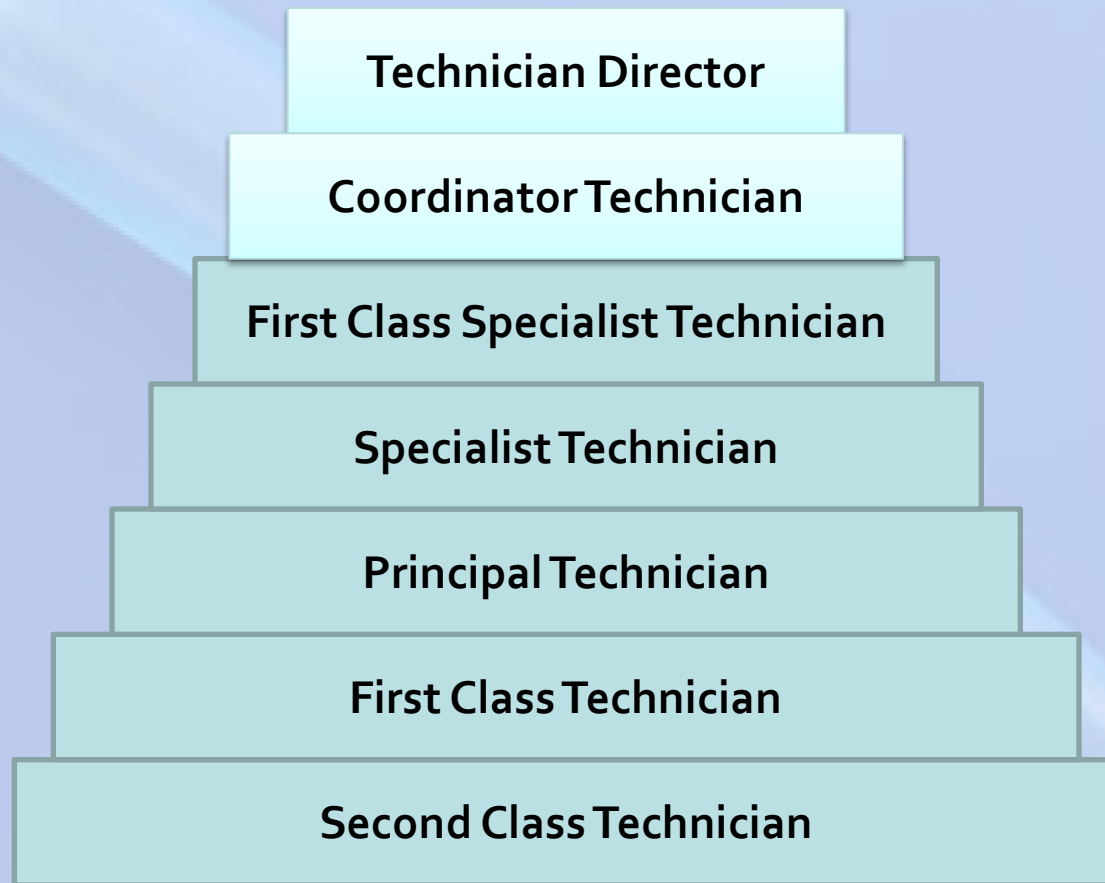 Technician Director
Coordinator Technician
First Class Specialist Technician
Specialist Technician
Principal Technician
First Class Technician
Second Class Technician